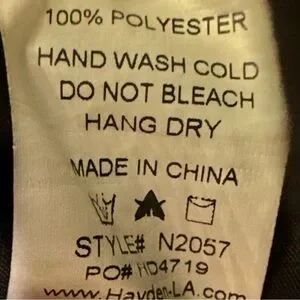 100% POLYESTER
HAND WASH COLD
DO NOT BLEACH
HANG DRY
MADE IN CHINA
STYLE# N2057
PO# HD4719
www.Hayden-LA.com